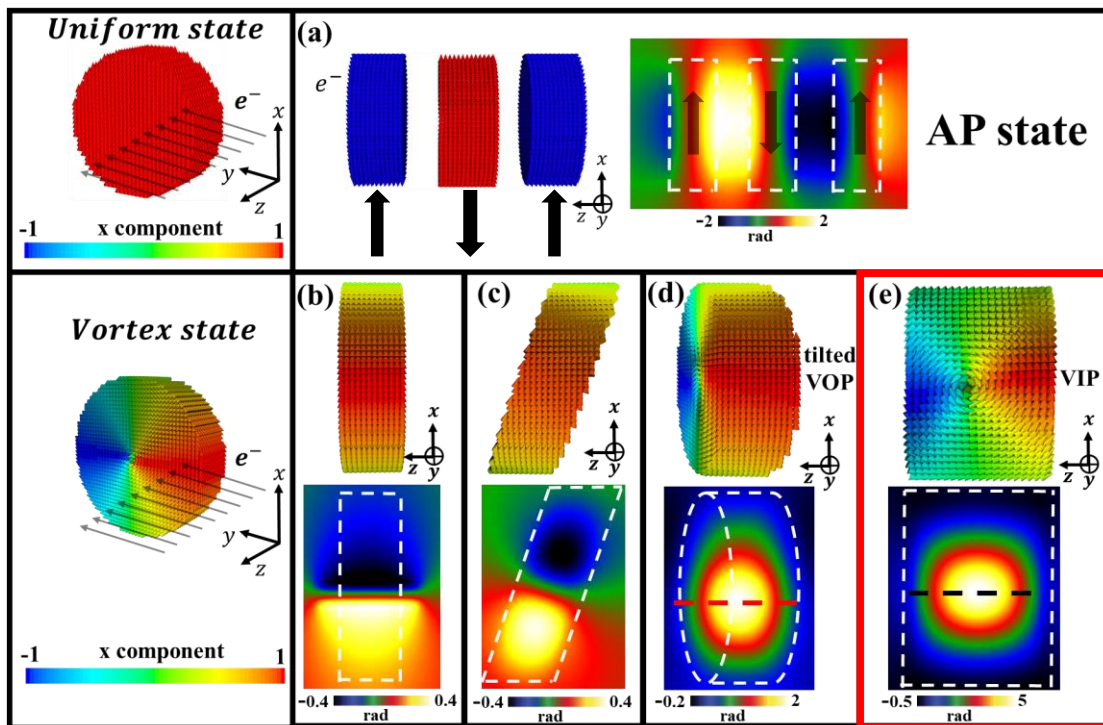 Uniform state
e⁻
x
y
z
-1 x component 1
(a)
e⁻
x
z
y
-2 2
rad
AP state
Vortex state
e⁻
x
y
z
-1 x component 1
(b)
x
z
y
-0.4 0.4
rad
(c)
x
z
y
-0.4 0.4
rad
(d)
tilted
VOP
x
z
y
-0.2 2
rad
(e)
VIP
x
z
y
-0.5 5
rad